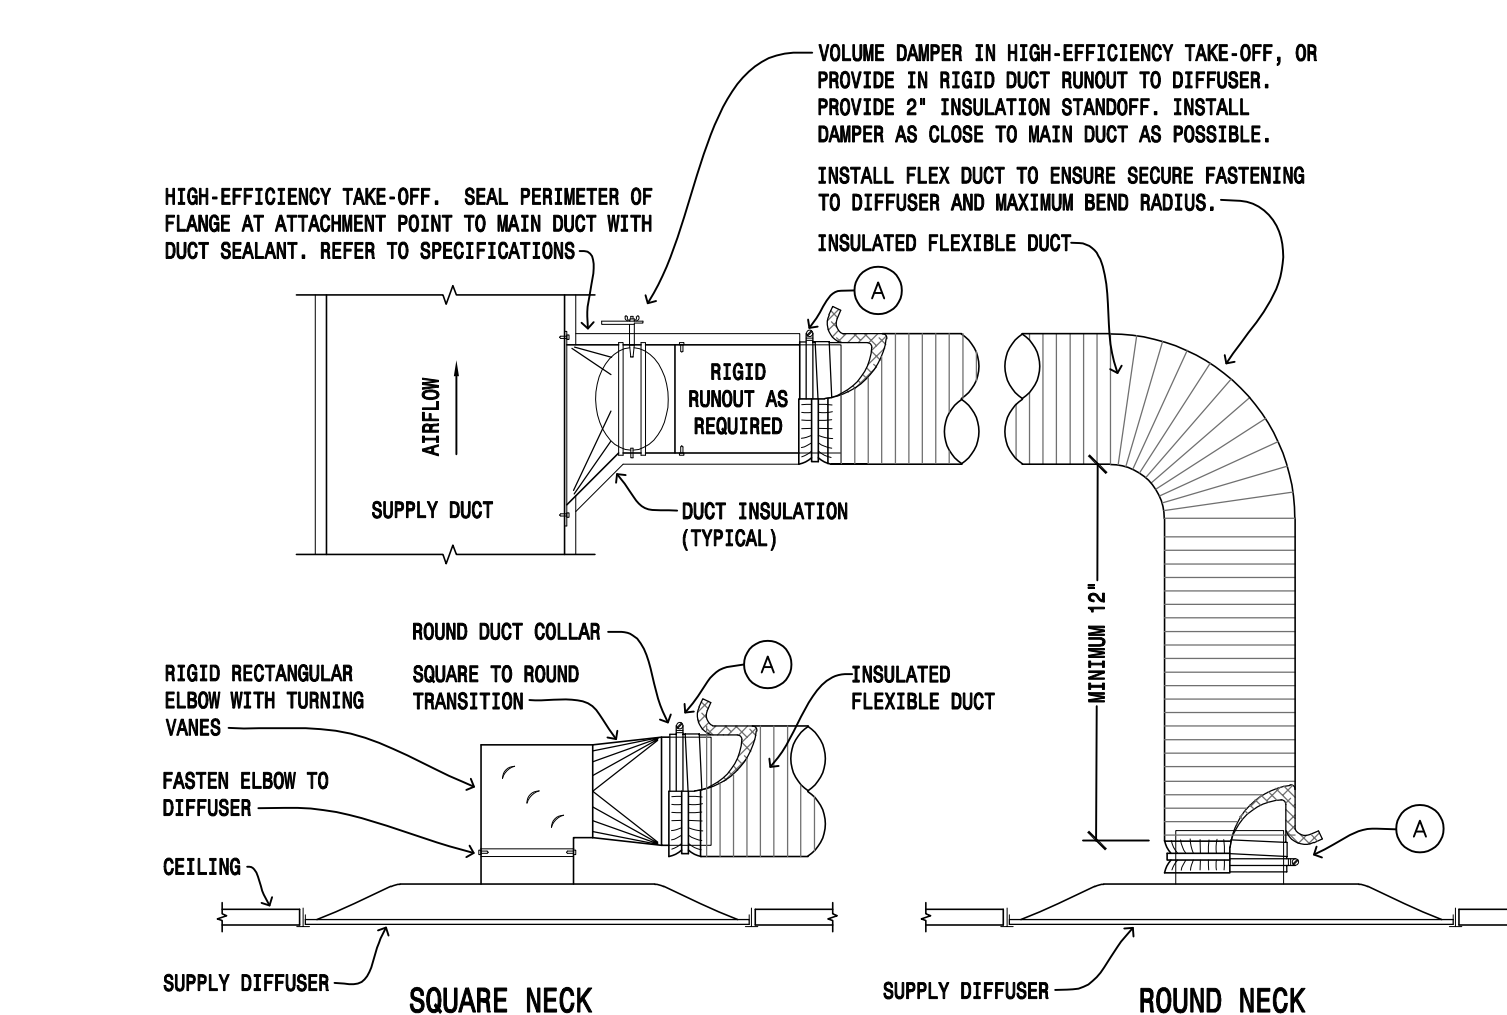 VOLUME DAMPER IN HIGH-EFFICIENCY TAKE-OFF, OR
PROVIDE IN RIGID DUCT RUNOUT TO DIFFUSER.
PROVIDE 2" INSULATION STANDOFF. INSTALL
DAMPER AS CLOSE TO MAIN DUCT AS POSSIBLE.
INSTALL FLEX DUCT TO ENSURE SECURE FASTENING
TO DIFFUSER AND MAXIMUM BEND RADIUS.
INSULATED FLEXIBLE DUCT
HIGH-EFFICIENCY TAKE-OFF. SEAL PERIMETER OF
FLANGE AT ATTACHMENT POINT TO MAIN DUCT WITH
DUCT SEALANT. REFER TO SPECIFICATIONS
A
AIRFLOW
RIGID
RUNOUT AS
REQUIRED
SUPPLY DUCT
DUCT INSULATION
(TYPICAL)
MINIMUM 12"
ROUND DUCT COLLAR
A
SQUARE TO ROUND
TRANSITION
INSULATED
FLEXIBLE DUCT
RIGID RECTANGULAR
ELBOW WITH TURNING
VANES
FASTEN ELBOW TO
DIFFUSER
CEILING
A
SUPPLY DIFFUSER
SQUARE NECK
SUPPLY DIFFUSER
ROUND NECK